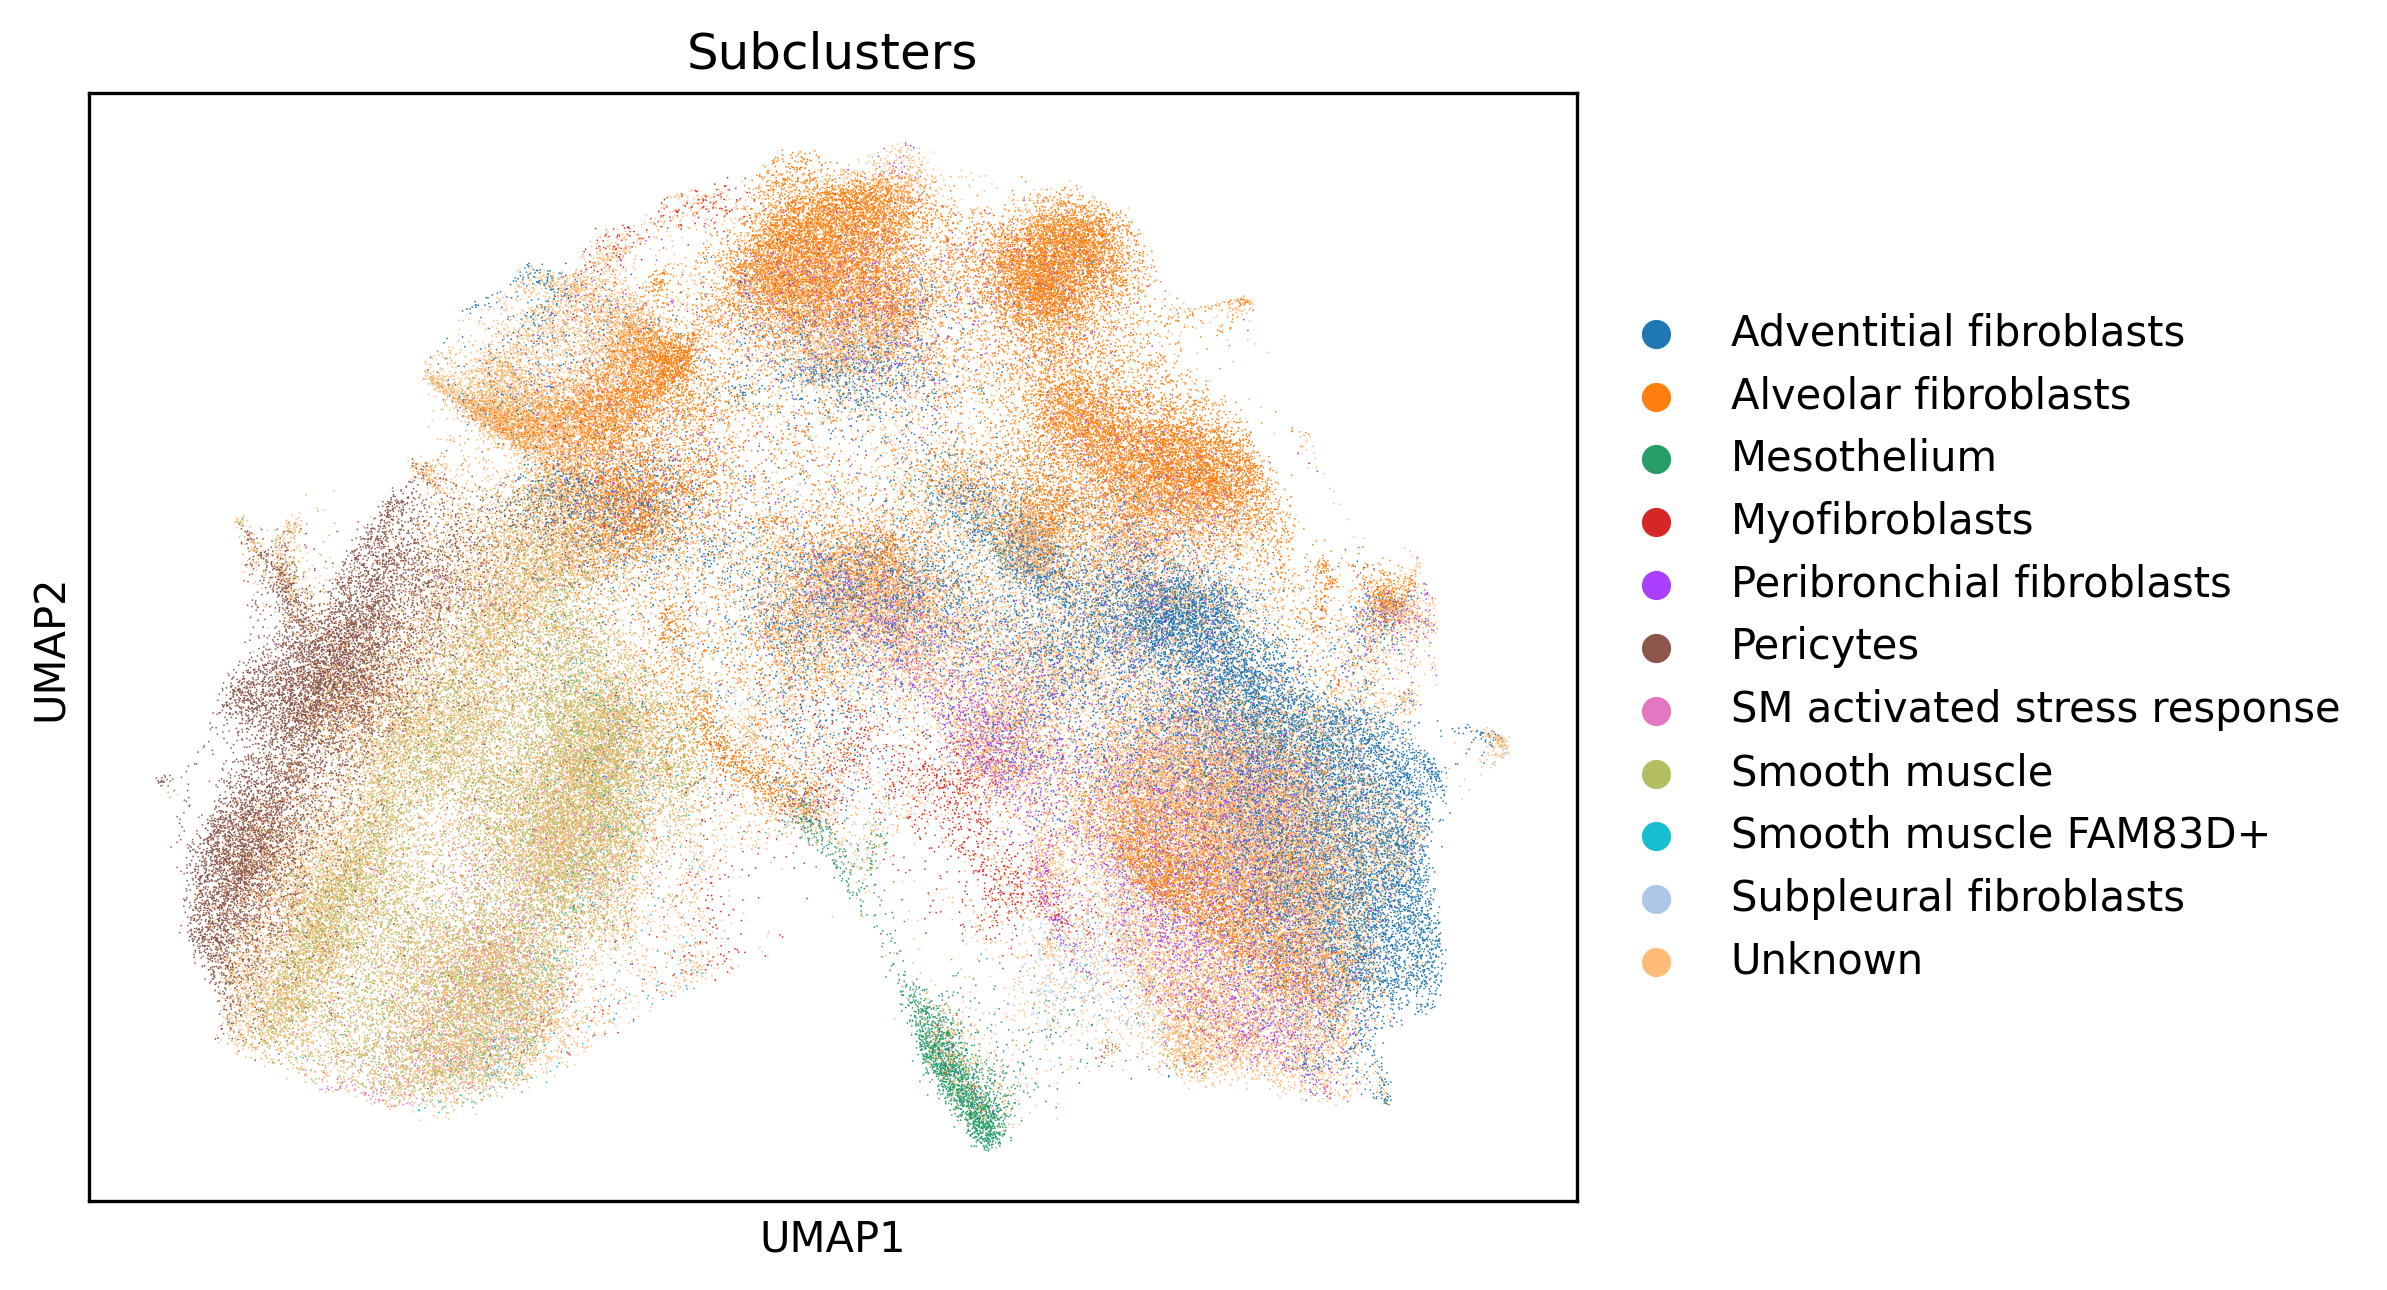 Subclusters
UMAP2
UMAP1
Adventitial fibroblasts
Alveolar fibroblasts
Mesothelium
Myofibroblasts
Peribronchial fibroblasts
Pericytes
SM activated stress response
Smooth muscle
Smooth muscle FAM83D+
Subpleural fibroblasts
Unknown